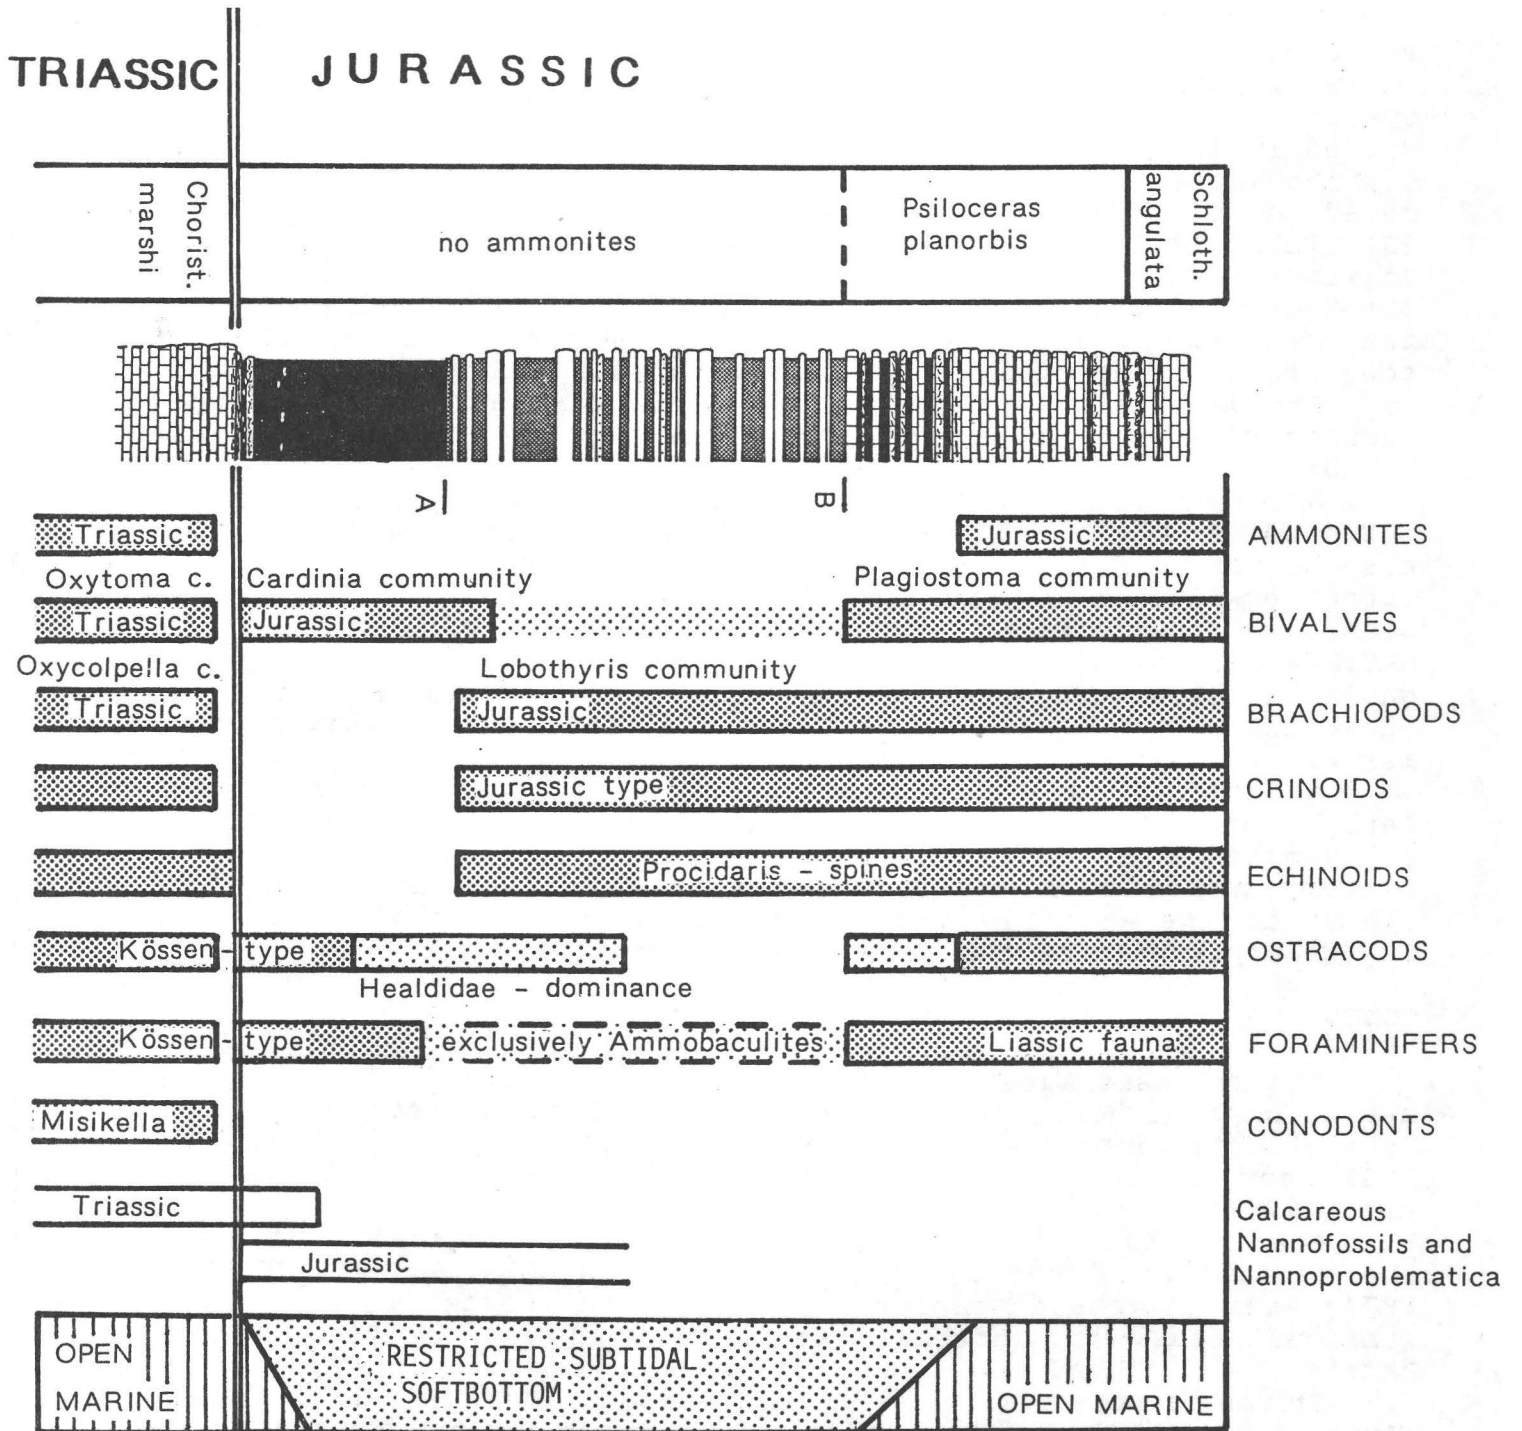 TRIASSIC
JURASSIC
Chorist.
marshi
no ammonites
Psiloceras
planorbis
Schloth.
angulata
A
B
Triassic
Jurassic
AMMONITES
Oxytoma c.
Cardinia community
Plagiostoma community
Triassic
Jurassic
BIVALVES
Oxycolpella c.
Lobothyris community
Triassic
Jurassic
BRACHIOPODS
Jurassic type
CRINOIDS
Procidaris - spines
ECHINOIDS
Kössen - type
OSTRACODS
Healdidae - dominance
Kössen - type
exclusively Ammobaculites
Liassic fauna
FORAMINIFERS
Misikella
CONODONTS
Triassic
Jurassic
Calcareous
Nannofossils and
Nannoproblematica
OPEN
MARINE
RESTRICTED SUBTIDAL
SOFTBOTTOM
OPEN MARINE